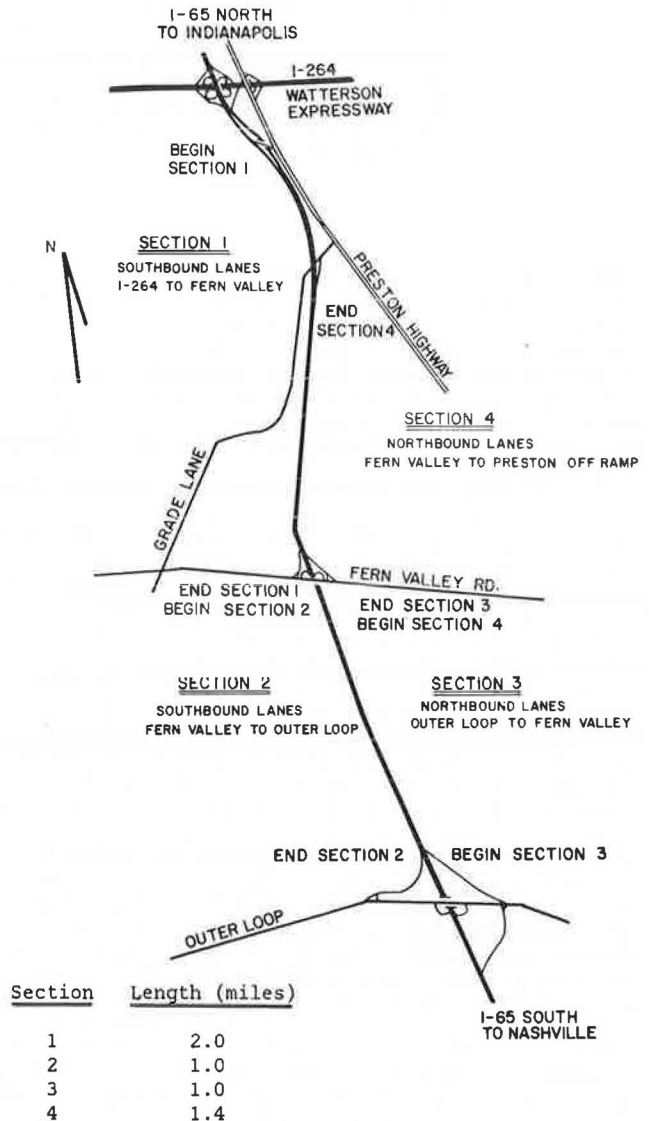 I-65 NORTH
TO INDIANAPOLIS
I-264
WATTERSON
EXPRESSWAY
BEGIN
SECTION 1
N
SECTION 1
SOUTHBOUND LANES
I-264 TO FERN VALLEY
PRESTON HIGHWAY
END
SECTION 4
SECTION 4
NORTHBOUND LANES
FERN VALLEY TO PRESTON OFF RAMP
GRADE LANE
FERN VALLEY RD.
END SECTION 1
BEGIN SECTION 2
END SECTION 3
BEGIN SECTION 4
SECTION 2
SOUTHBOUND LANES
FERN VALLEY TO OUTER LOOP
SECTION 3
NORTHBOUND LANES
OUTER LOOP TO FERN VALLEY
END SECTION 2
BEGIN SECTION 3
OUTER LOOP
I-65 SOUTH
TO NASHVILLE
Section Length (miles)
1 2.0
2 1.0
3 1.0
4 1.4